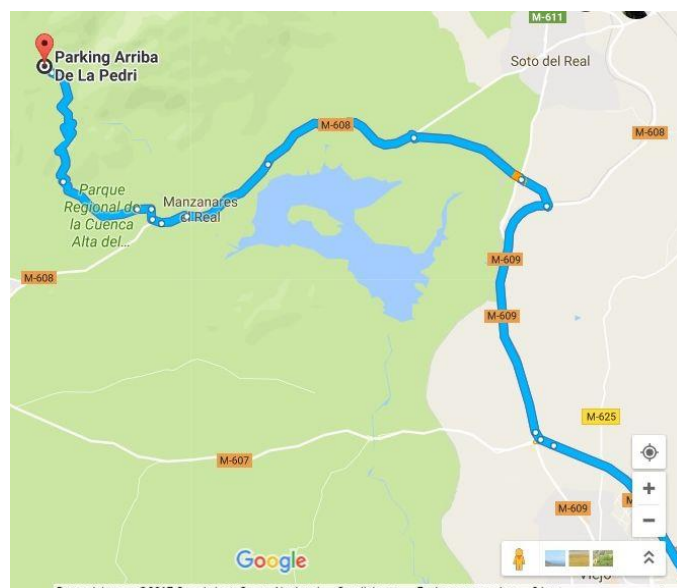 M-611
Parking Arriba
De La Pedri
Soto del Real
M-608
M-608
Parque
Regional de
la Cuenca
Alta del...
Manzanares
el Real
M-609
M-608
M-609
M-625
M-607
M-609
Google
Viejo